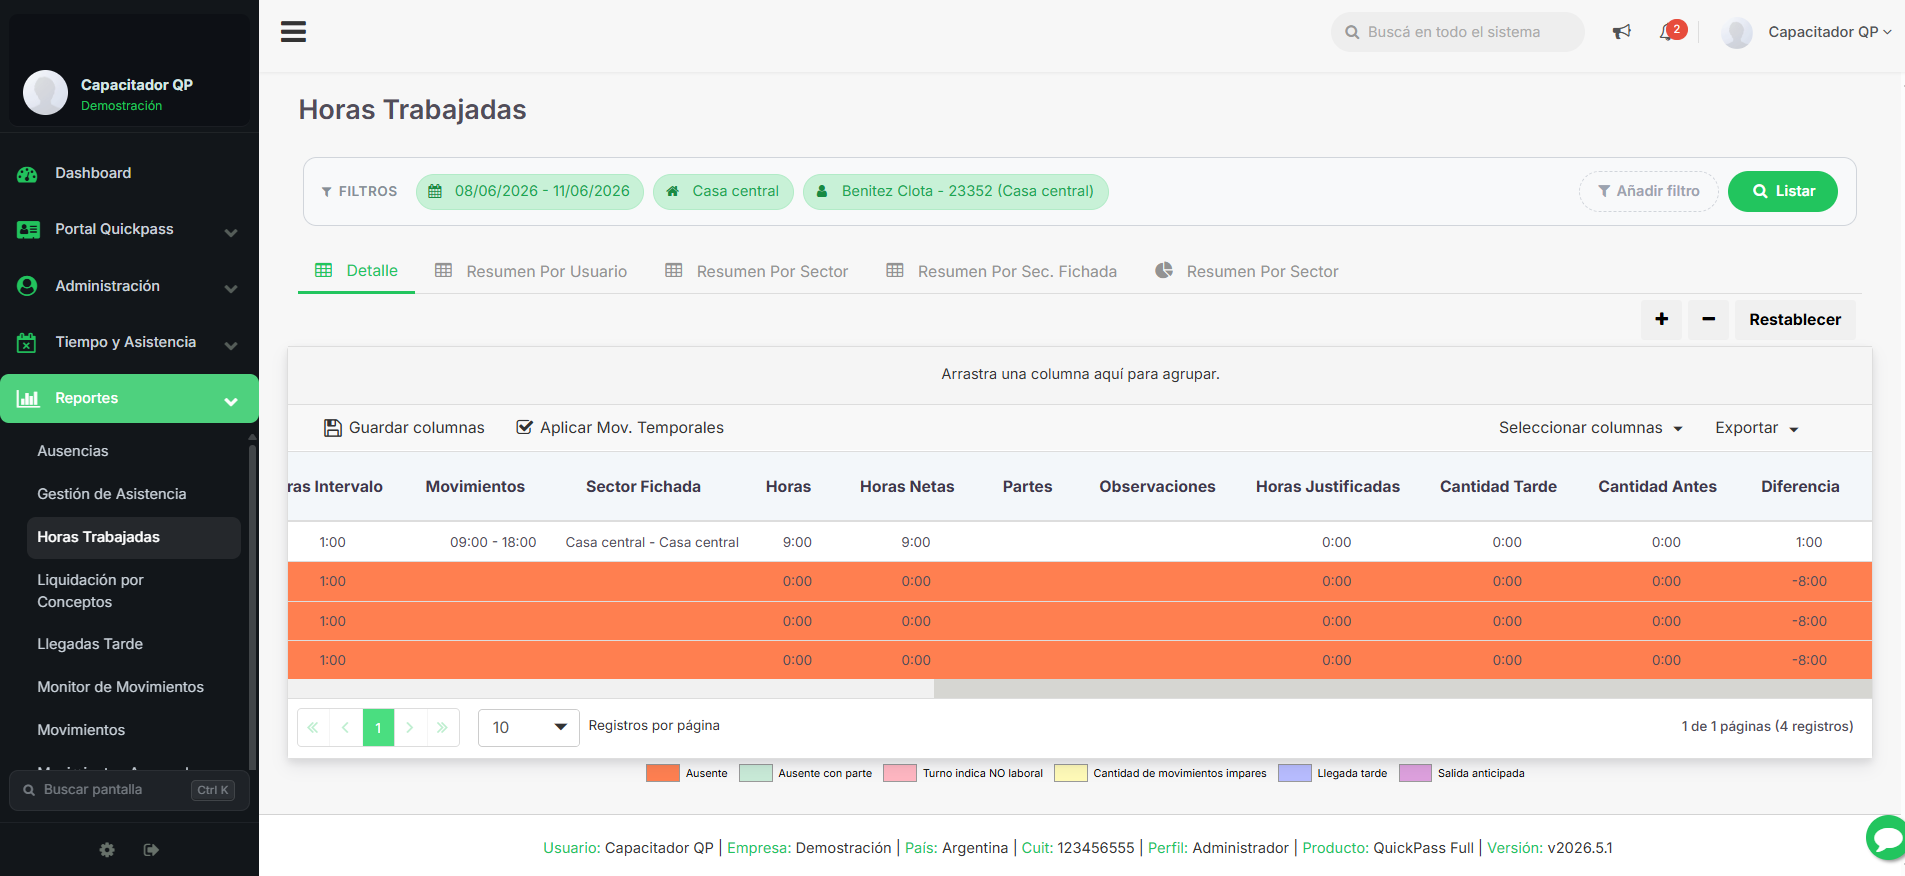 Capacitador QP
Demostración
Dashboard
Portal Quickpass
Administración
Tiempo y Asistencia
Reportes
Ausencias
Gestión de Asistencia
Horas Trabajadas
Liquidación por
Conceptos
Llegadas Tarde
Monitor de Movimientos
Movimientos
Buscar pantalla Ctrl K
Buscá en todo el sistema 2 Capacitador QP
Horas Trabajadas
FILTROS 08/06/2026 - 11/06/2026 Casa central Benitez Clota - 23352 (Casa central) Añadir filtro Listar
Detalle Resumen Por Usuario Resumen Por Sector Resumen Por Sec. Fichada Resumen Por Sector
+ − Restablecer
Arrastra una columna aquí para agrupar.
Guardar columnas Aplicar Mov. Temporales Seleccionar columnas Exportar
ras Intervalo Movimientos Sector Fichada Horas Horas Netas Partes Observaciones Horas Justificadas Cantidad Tarde Cantidad Antes Diferencia
1:00 09:00 - 18:00 Casa central - Casa central 9:00 9:00 0:00 0:00 0:00 1:00
1:00 0:00 0:00 0:00 0:00 0:00 -8:00
1:00 0:00 0:00 0:00 0:00 0:00 -8:00
1:00 0:00 0:00 0:00 0:00 0:00 -8:00
« ‹ 1 › » 10 Registros por página 1 de 1 páginas (4 registros)
Ausente Ausente con parte Turno indica NO laboral Cantidad de movimientos impares Llegada tarde Salida anticipada
Usuario: Capacitador QP | Empresa: Demostración | País: Argentina | Cuit: 123456555 | Perfil: Administrador | Producto: QuickPass Full | Versión: v2026.5.1